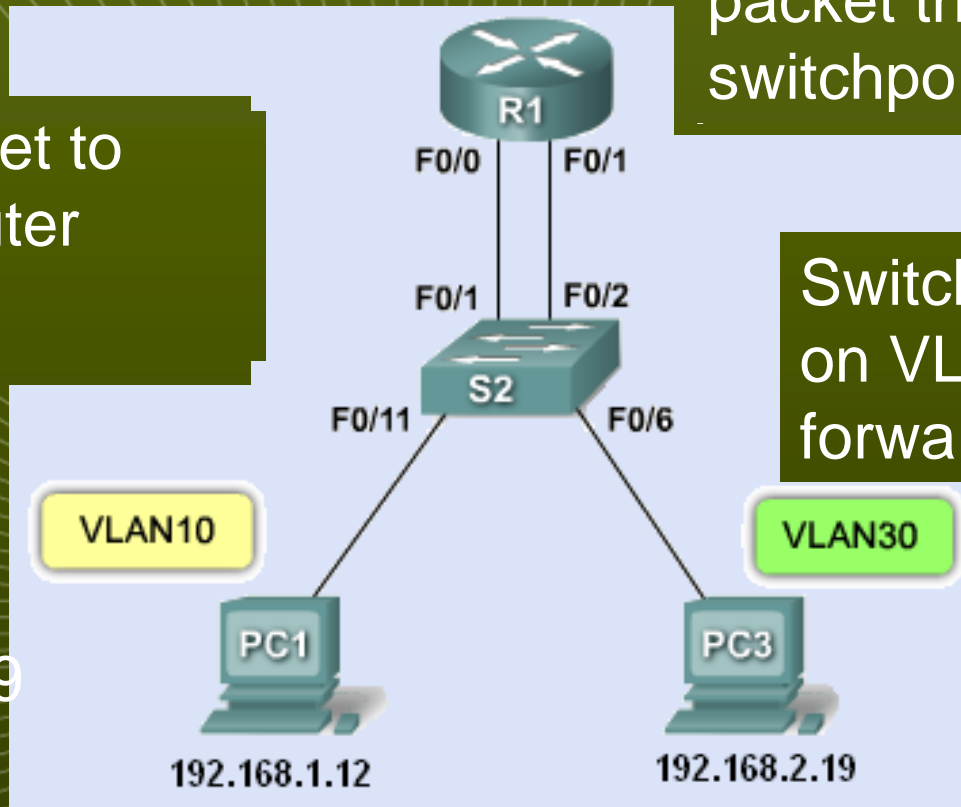 packet th
switchpo
R1
et to
F0/0 F0/1
Switch
F0/1 F0/2
on VL
S2
F0/11 F0/6
forwa
VLAN10 VLAN30
PC1 PC3
9
192.168.1.12 192.168.2.19